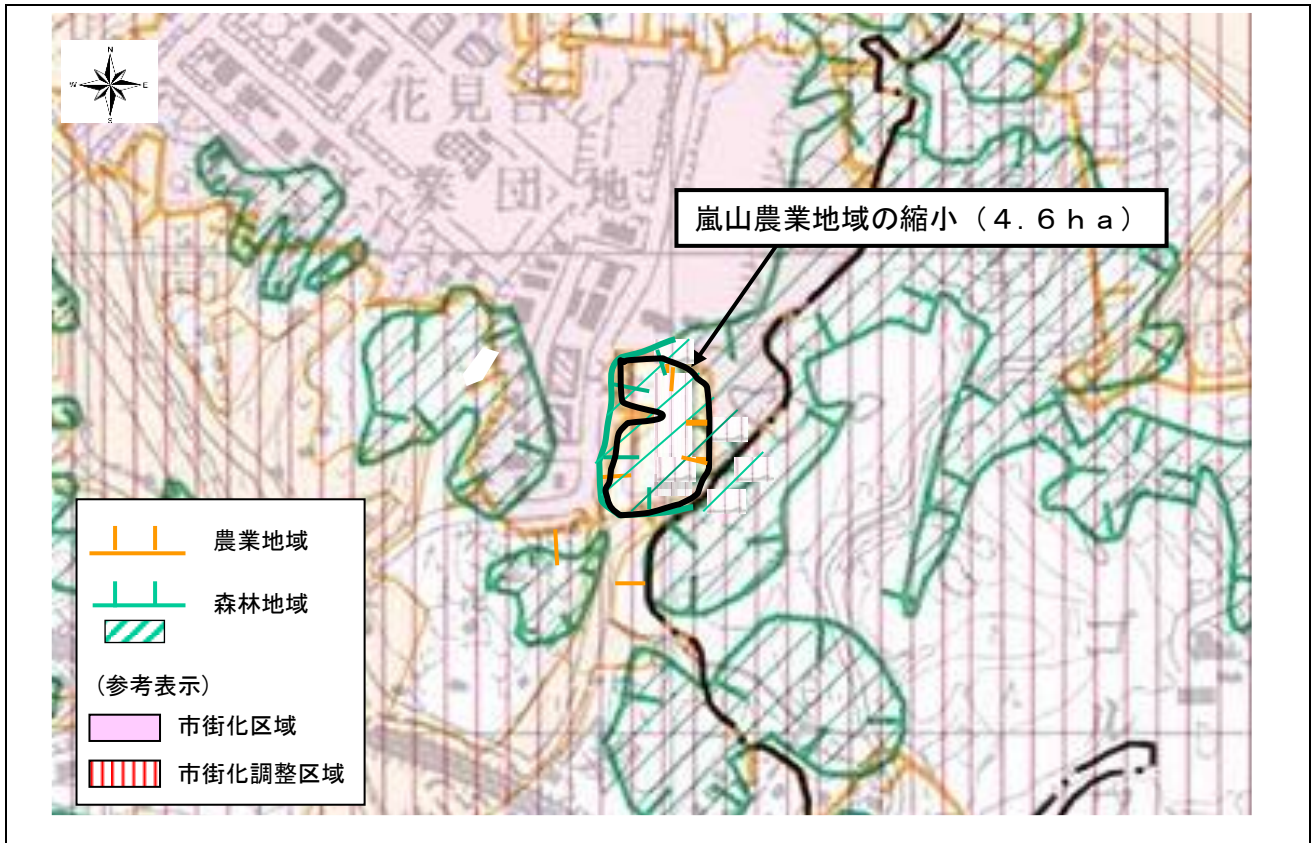 N
W
E
S
花見台
業団地
嵐山農業地域の縮小（４．６ｈａ）
農業地域
森林地域
（参考表示）
市街化区域
市街化調整区域